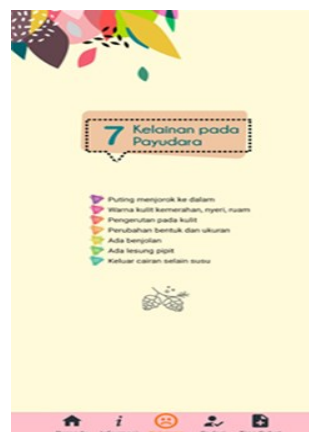 7 Kelainan pada
Payudara
Puting menjorok ke dalam
Warna kulit kemerahan, nyeri, ruam
Pengerutan pada kulit
Perubahan bentuk dan ukuran
Ada benjolan
Ada lesung pipit
Keluar cairan selain susu